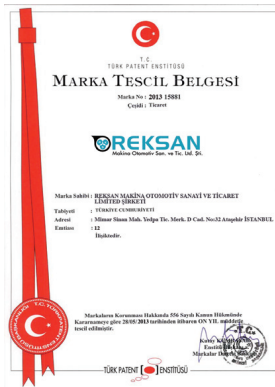 T.C.
TÜRK PATENT ENSTİTÜSÜ
MARKA TESCİL BELGESİ
Marka No : 2013 15881
Çeşidi : Ticaret
REKSAN
Makina Otomotiv San. ve Tic. Ltd. Şti.
Marka Sahibi : REKSAN MAKİNA OTOMOTİV SANAYİ VE TİCARET
LİMİTED ŞİRKETİ
Tabiyeti : TÜRKİYE CUMHURİYETİ
Adresi : Mimar Sinan Mah. Yedpa Tic. Merk. D Cad. No:32 Ataşehir İSTANBUL
Emtiası : 12
İlişiktedir.
Markaların Korunması Hakkında 556 Sayılı Kanun Hükmünde
Kararnameye göre 28/05/2013 tarihinden itibaren ON YIL müddetle
tescil edilmiştir.
Enstitü
Markalar Dairesi
TÜRK PATENT ENSTİTÜSÜ